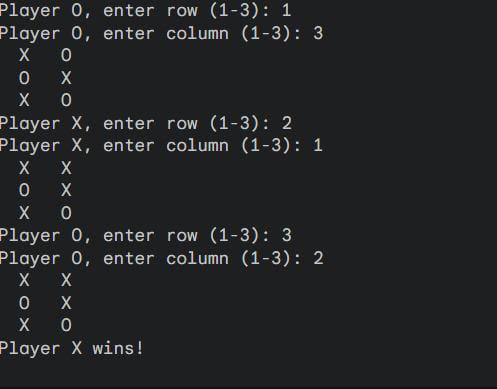 Player O, enter row (1-3): 1
Player O, enter column (1-3): 3
X   O
O   X
X   O
Player X, enter row (1-3): 2
Player X, enter column (1-3): 1
X   X
O   X
X   O
Player O, enter row (1-3): 3
Player O, enter column (1-3): 2
X   X
O   X
X   O
Player X wins!